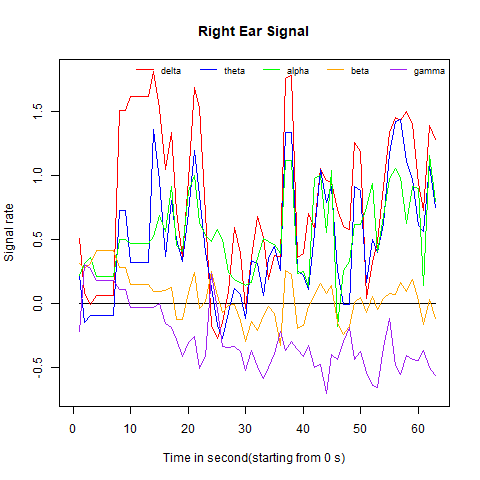 Right Ear Signal
delta theta alpha beta gamma
Signal rate
1.5
1.0
0.5
0.0
-0.5
0 10 20 30 40 50 60
Time in second(starting from 0 s)